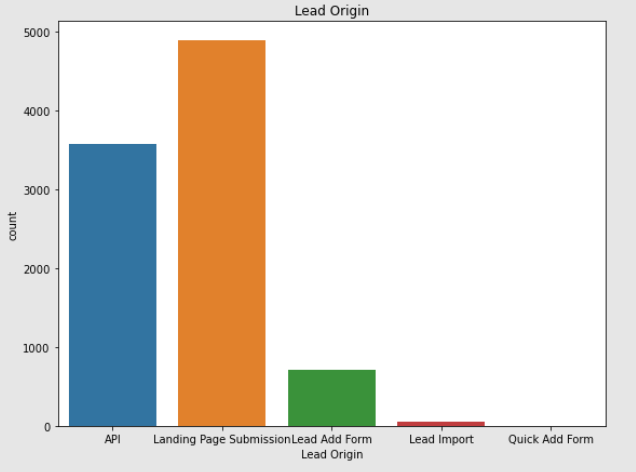 Lead Origin
5000
4000
3000
2000
1000
0
count
API Landing Page Submission Lead Add Form Lead Import Quick Add Form
Lead Origin